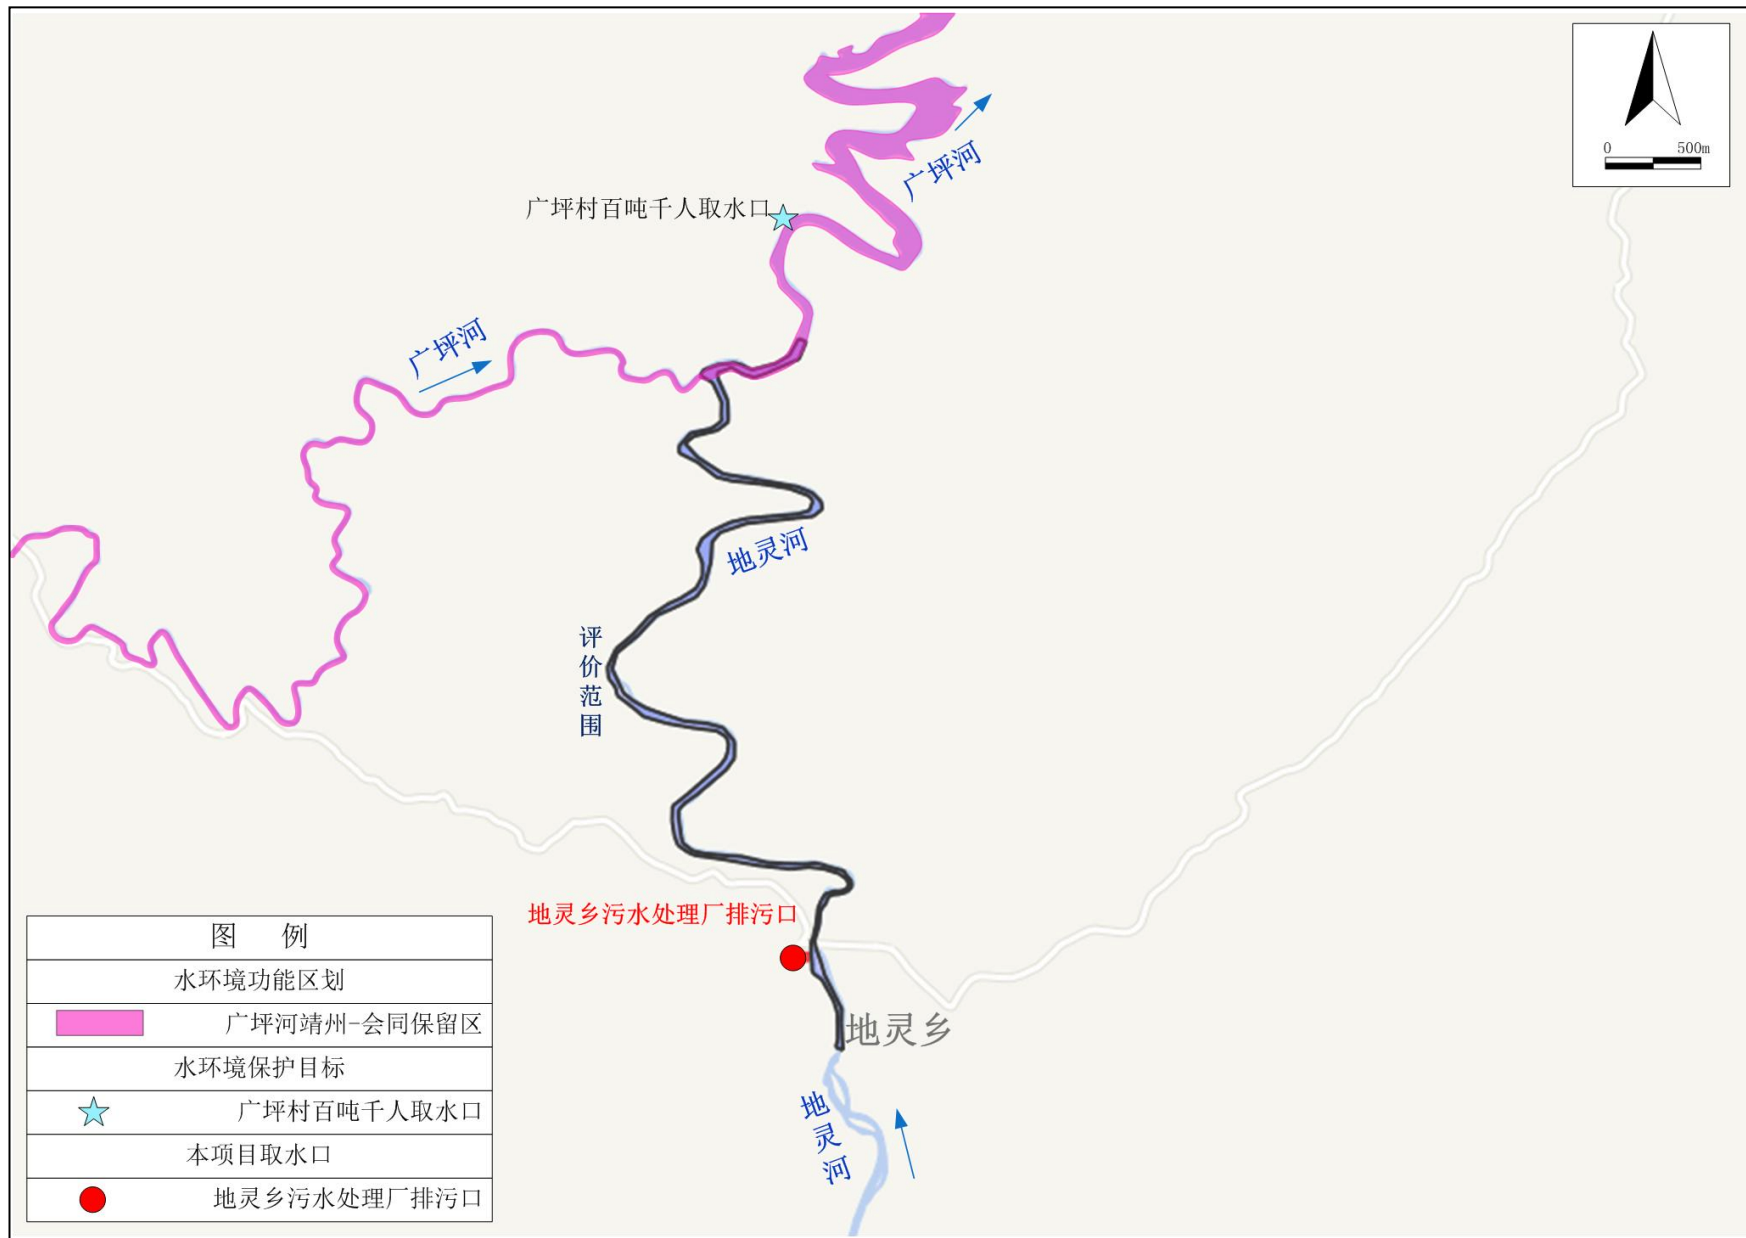 0 500m
广坪河
广坪村百吨千人取水口
广坪河
地灵河
评价范围
地灵乡污水处理厂排污口
地灵乡
地灵河
图 例
水环境功能区划
广坪河靖州-会同保留区
水环境保护目标
广坪村百吨千人取水口
本项目取水口
地灵乡污水处理厂排污口